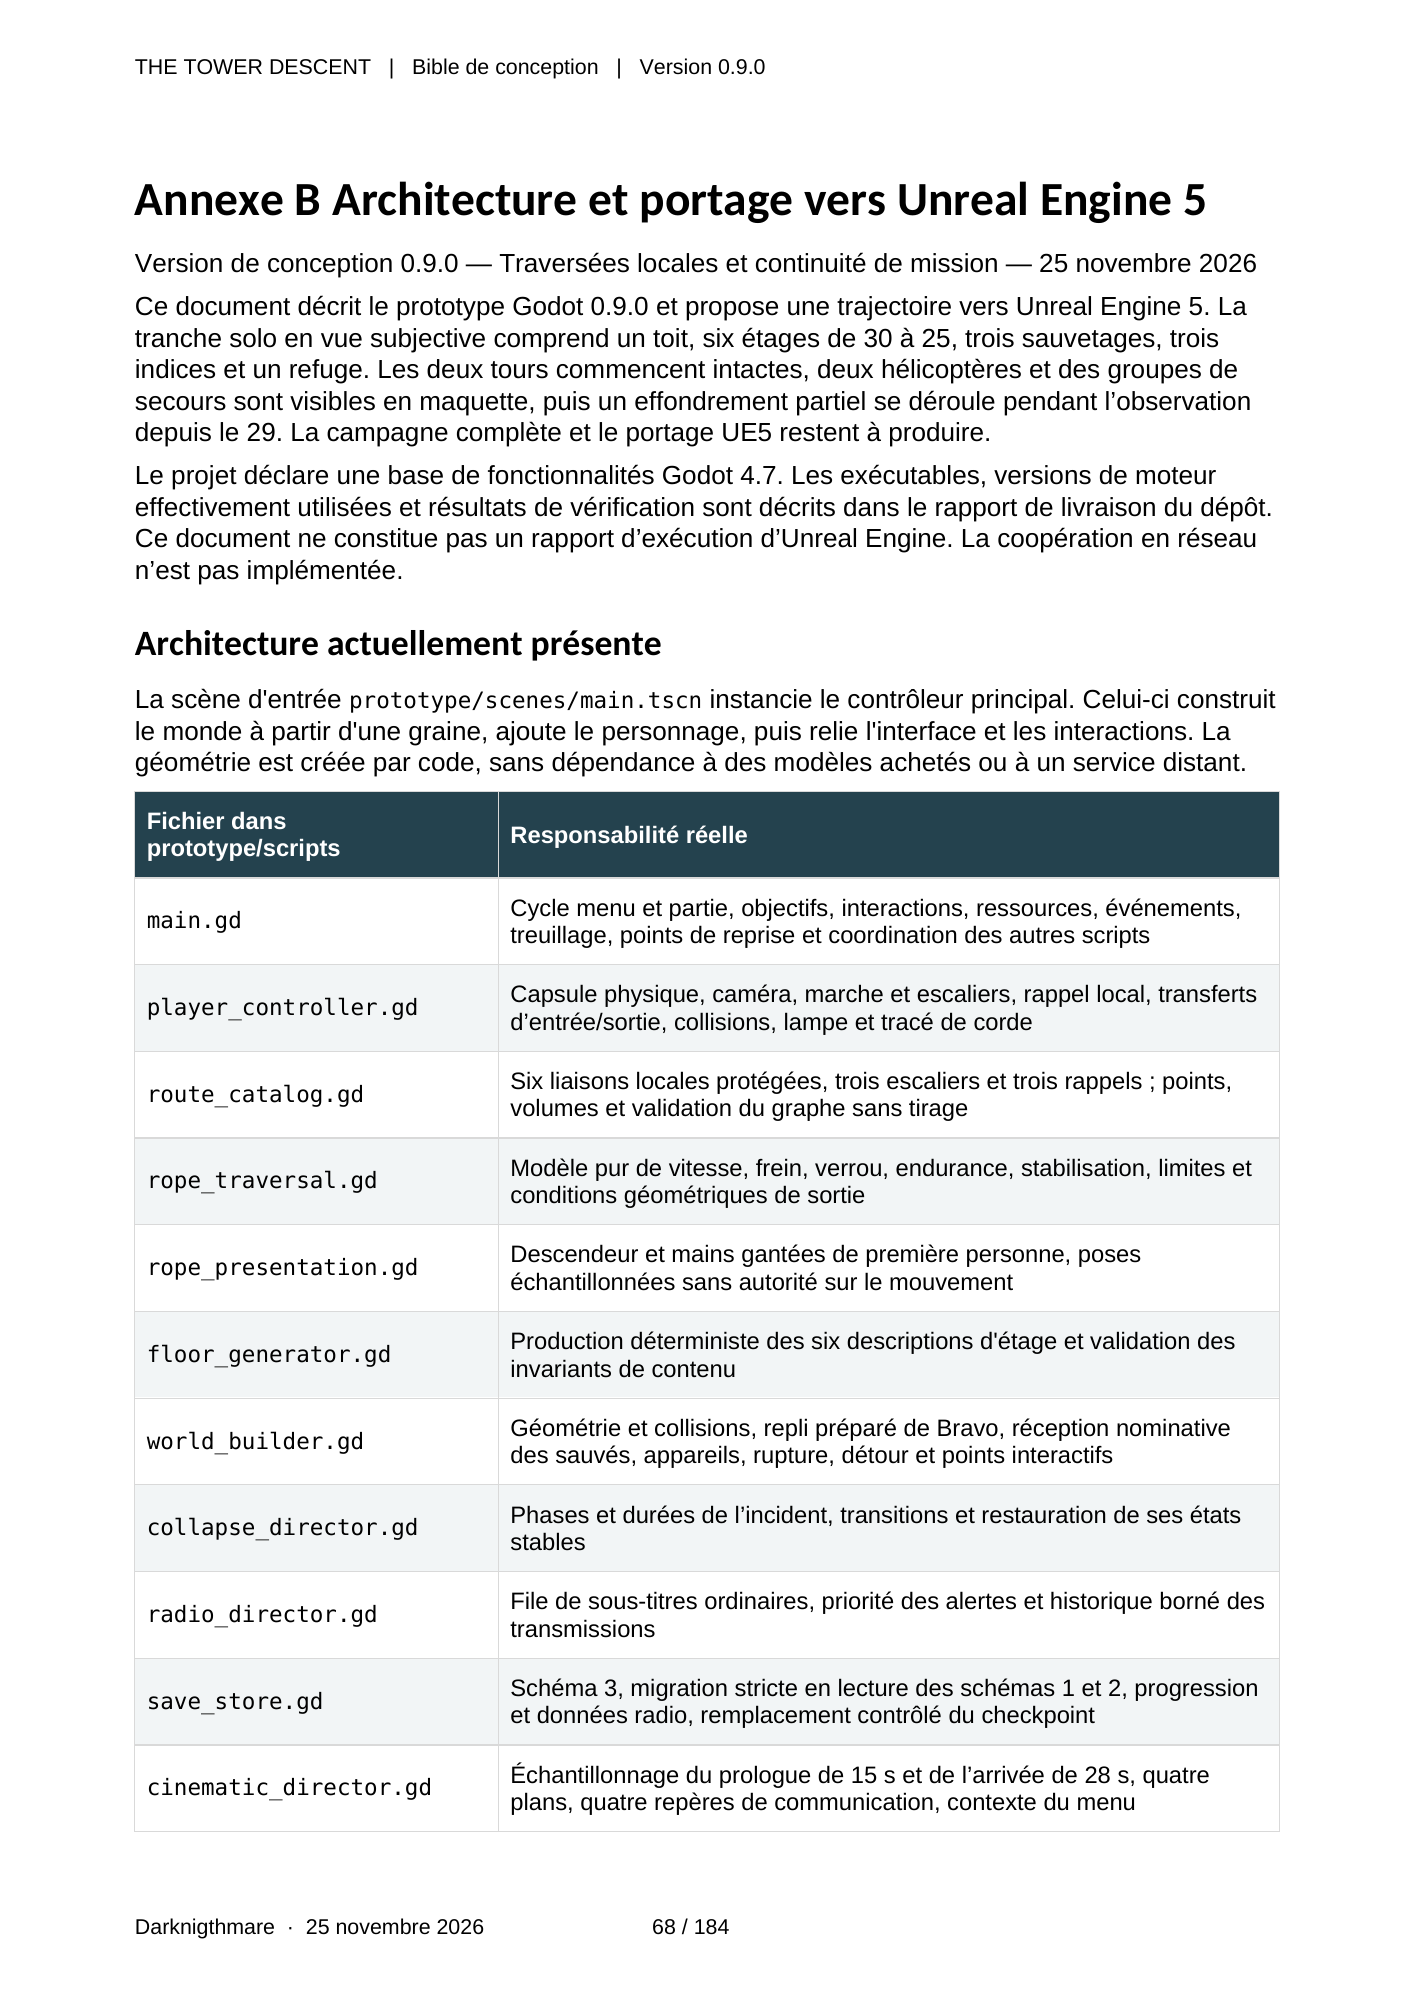 THE TOWER DESCENT | Bible de conception | Version 0.9.0
Annexe B Architecture et portage vers Unreal Engine 5
Version de conception 0.9.0 — Traversées locales et continuité de mission — 25 novembre 2026
Ce document décrit le prototype Godot 0.9.0 et propose une trajectoire vers Unreal Engine 5. La
tranche solo en vue subjective comprend un toit, six étages de 30 à 25, trois sauvetages, trois
indices et un refuge. Les deux tours commencent intactes, deux hélicoptères et des groupes de
secours sont visibles en maquette, puis un effondrement partiel se déroule pendant l’observation
depuis le 29. La campagne complète et le portage UE5 restent à produire.
Le projet déclare une base de fonctionnalités Godot 4.7. Les exécutables, versions de moteur
effectivement utilisées et résultats de vérification sont décrits dans le rapport de livraison du dépôt.
Ce document ne constitue pas un rapport d’exécution d’Unreal Engine. La coopération en réseau
n’est pas implémentée.
Architecture actuellement présente
La scène d'entrée prototype/scenes/main.tscn instancie le contrôleur principal. Celui-ci construit
le monde à partir d'une graine, ajoute le personnage, puis relie l'interface et les interactions. La
géométrie est créée par code, sans dépendance à des modèles achetés ou à un service distant.
Fichier dans
prototype/scripts
Responsabilité réelle
main.gd
Cycle menu et partie, objectifs, interactions, ressources, événements,
treuillage, points de reprise et coordination des autres scripts
player_controller.gd
Capsule physique, caméra, marche et escaliers, rappel local, transferts
d’entrée/sortie, collisions, lampe et tracé de corde
route_catalog.gd
Six liaisons locales protégées, trois escaliers et trois rappels ; points,
volumes et validation du graphe sans tirage
rope_traversal.gd
Modèle pur de vitesse, frein, verrou, endurance, stabilisation, limites et
conditions géométriques de sortie
rope_presentation.gd
Descendeur et mains gantées de première personne, poses
échantillonnées sans autorité sur le mouvement
floor_generator.gd
Production déterministe des six descriptions d'étage et validation des
invariants de contenu
world_builder.gd
Géométrie et collisions, repli préparé de Bravo, réception nominative
des sauvés, appareils, rupture, détour et points interactifs
collapse_director.gd
Phases et durées de l’incident, transitions et restauration de ses états
stables
radio_director.gd
File de sous-titres ordinaires, priorité des alertes et historique borné des
transmissions
save_store.gd
Schéma 3, migration stricte en lecture des schémas 1 et 2, progression
et données radio, remplacement contrôlé du checkpoint
cinematic_director.gd
Échantillonnage du prologue de 15 s et de l’arrivée de 28 s, quatre
plans, quatre repères de communication, contexte du menu
Darknigthmare · 25 novembre 2026
68 / 184